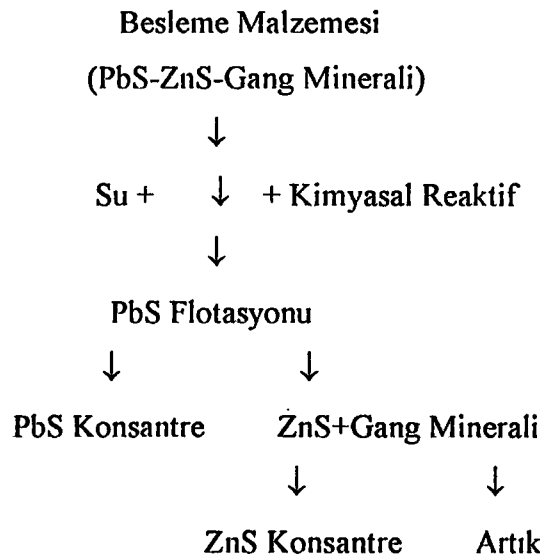 Besleme Malzemesi
(PbS-ZnS-Gang Minerali)
↓
Su + ↓ + Kimyasal Reaktif
↓
PbS Flotasyonu
↓ ↓
PbS Konsantre ZnS+Gang Minerali
↓ ↓
ZnS Konsantre Artık